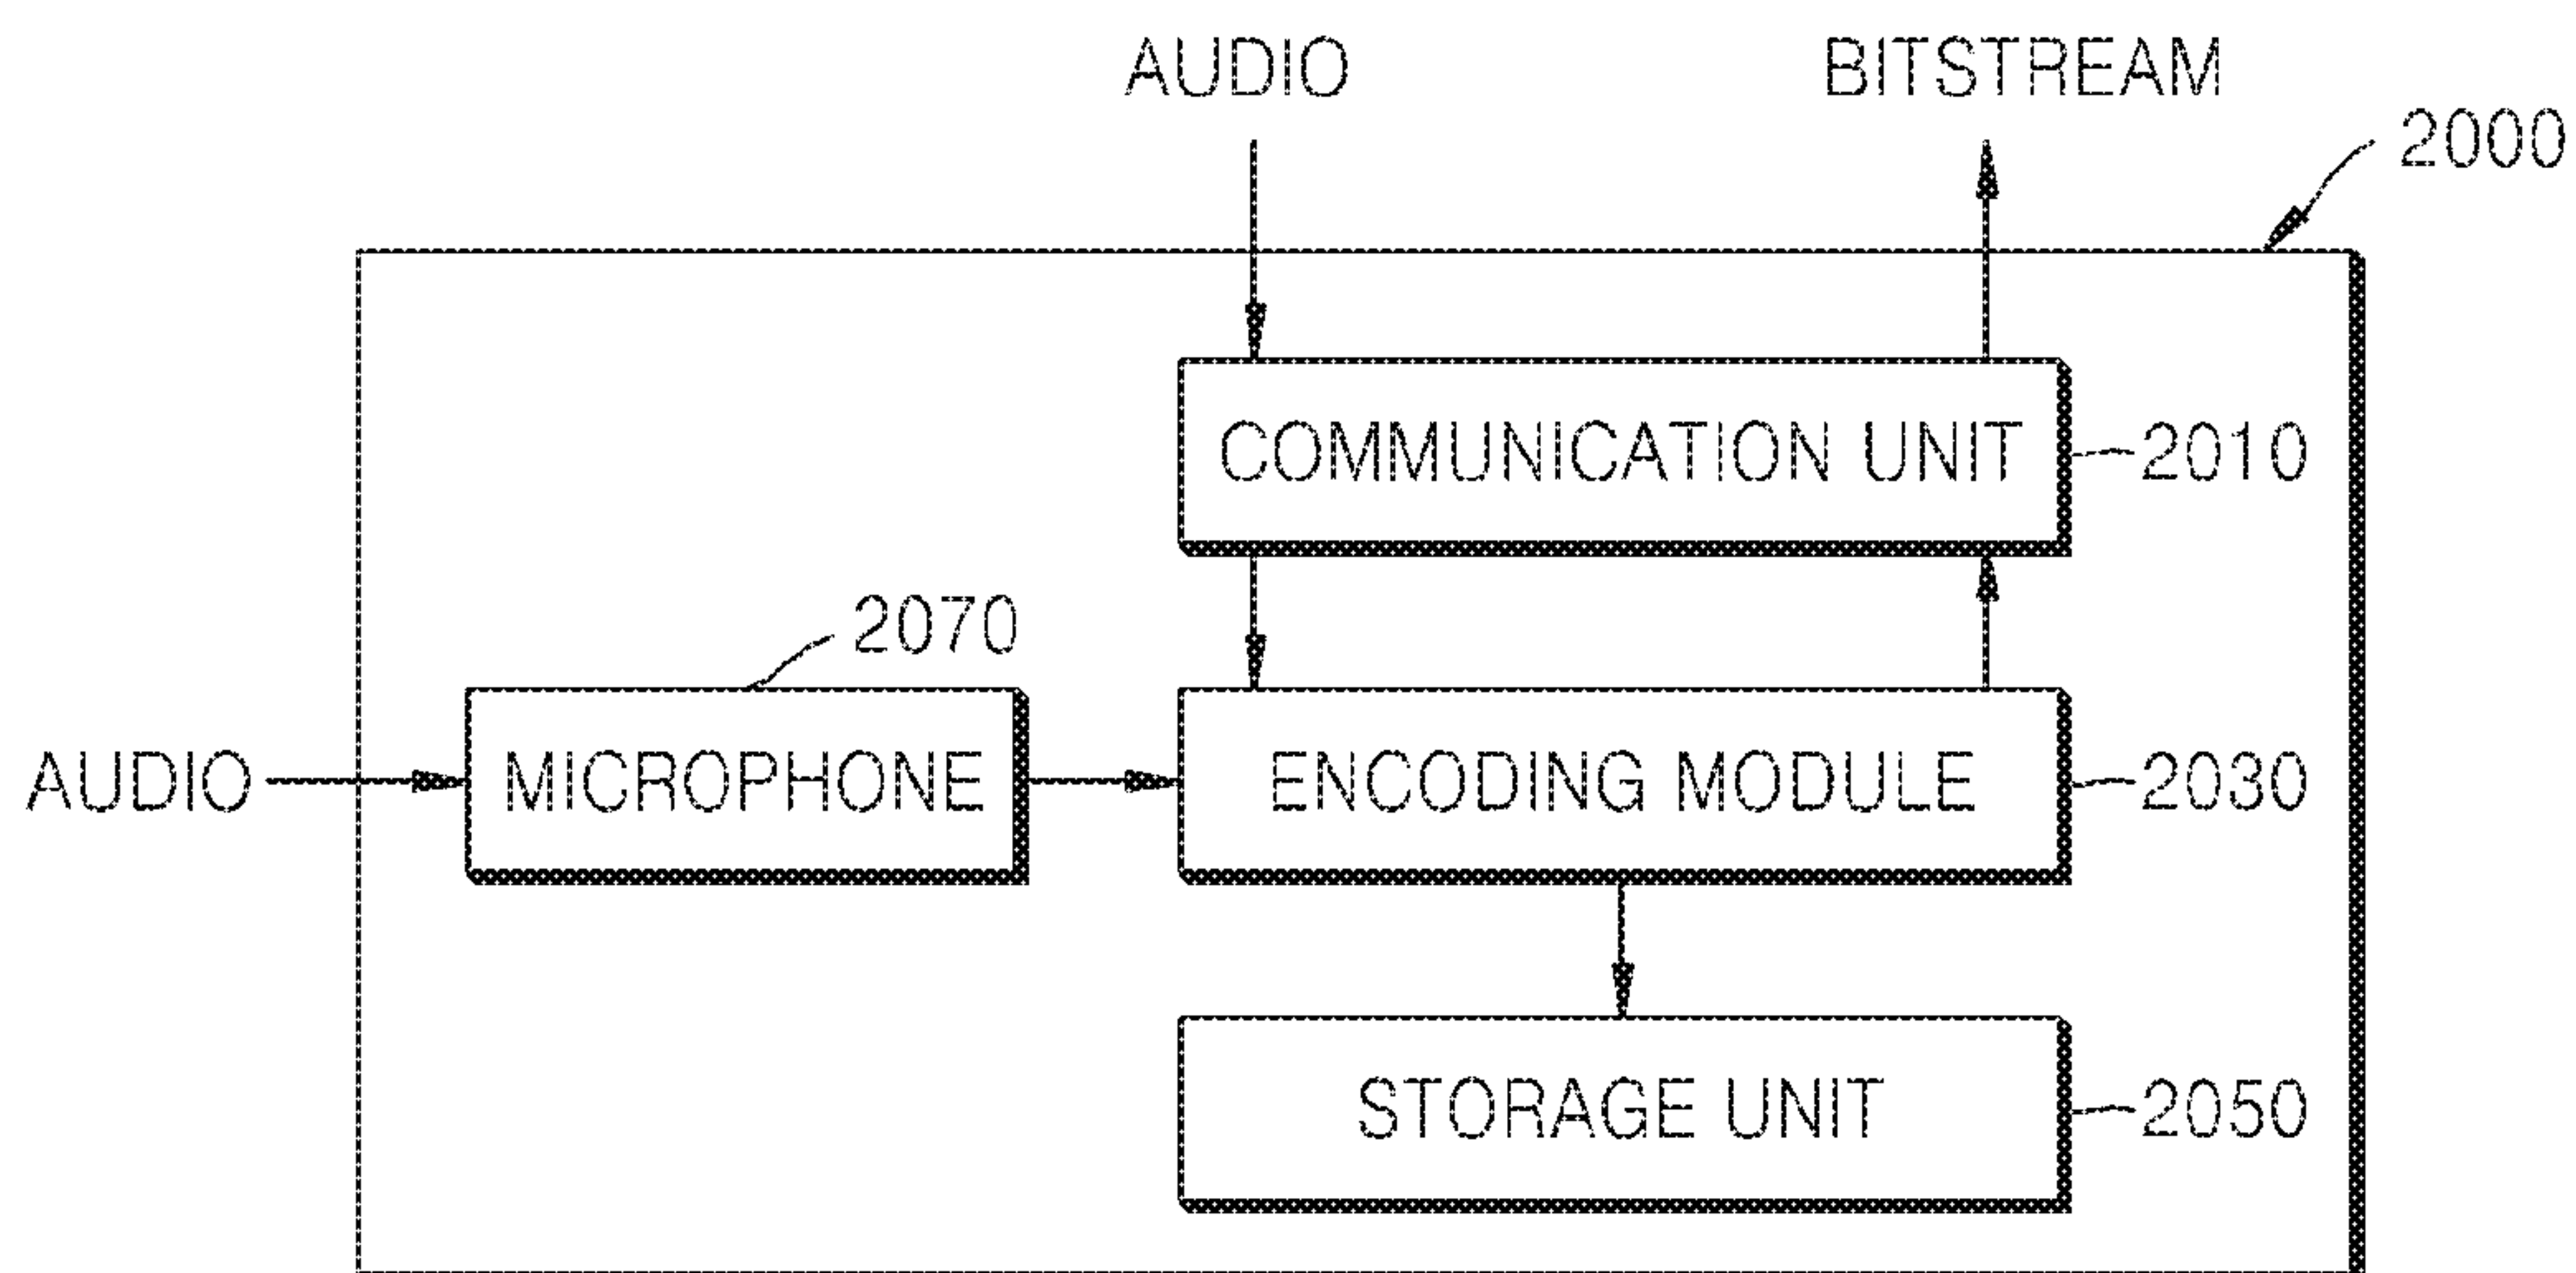 AUDIO BITSTREAM
2000
COMMUNICATION UNIT 2010
2070
AUDIO MICROPHONE ENCODING MODULE 2030
STORAGE UNIT 2050